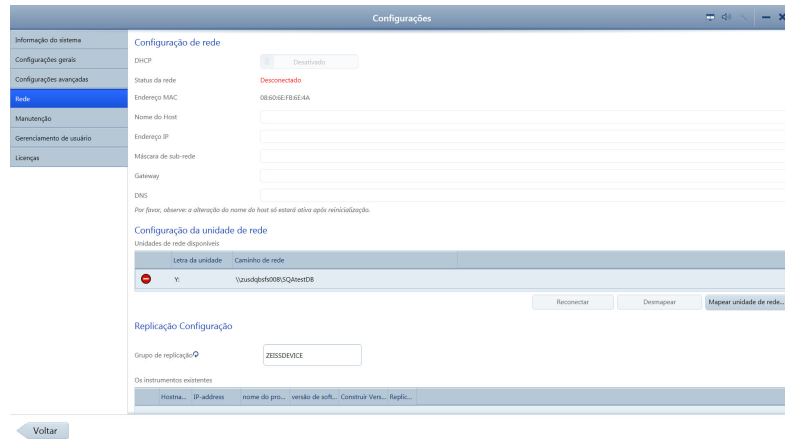 Configurações
Informação do sistema
Configurações gerais
Configurações avançadas
Rede
Manutenção
Gerenciamento de usuário
Licenças
Configuração de rede
DHCP
Desativado
Status da rede
Desconectado
Endereço MAC
08:60:6E:FB:6E:4A
Nome do Host
Endereço IP
Máscara de sub-rede
Gateway
DNS
Por favor, observe: a alteração do nome do host só estará ativa após reinicialização.
Configuração da unidade de rede
Unidades de rede disponíveis
Letra da unidade Caminho de rede
Y: \\zusdqbsfs008\SQAtestDB
Reconectar Desmapear Mapear unidade de rede...
Replicação Configuração
Grupo de replicação ZEISSDEVICE
Os instrumentos existentes
Hostna... IP-address nome do pro... versão de soft... Construir Vers... Replic...
Voltar